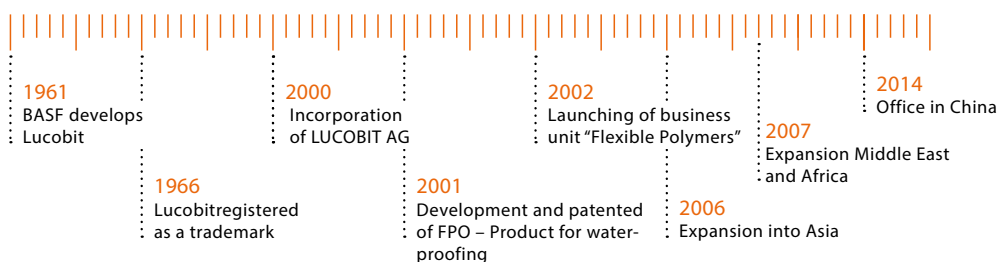 1961
BASF develops
Lucobit
1966
Lucobitregistered
as a trademark
2000
Incorporation
of LUCOBIT AG
2001
Development and patented
of FPO – Product for water-
proofing
2002
Launching of business
unit “Flexible Polymers”
2006
Expansion into Asia
2007
Expansion Middle East
and Africa
2014
Office in China